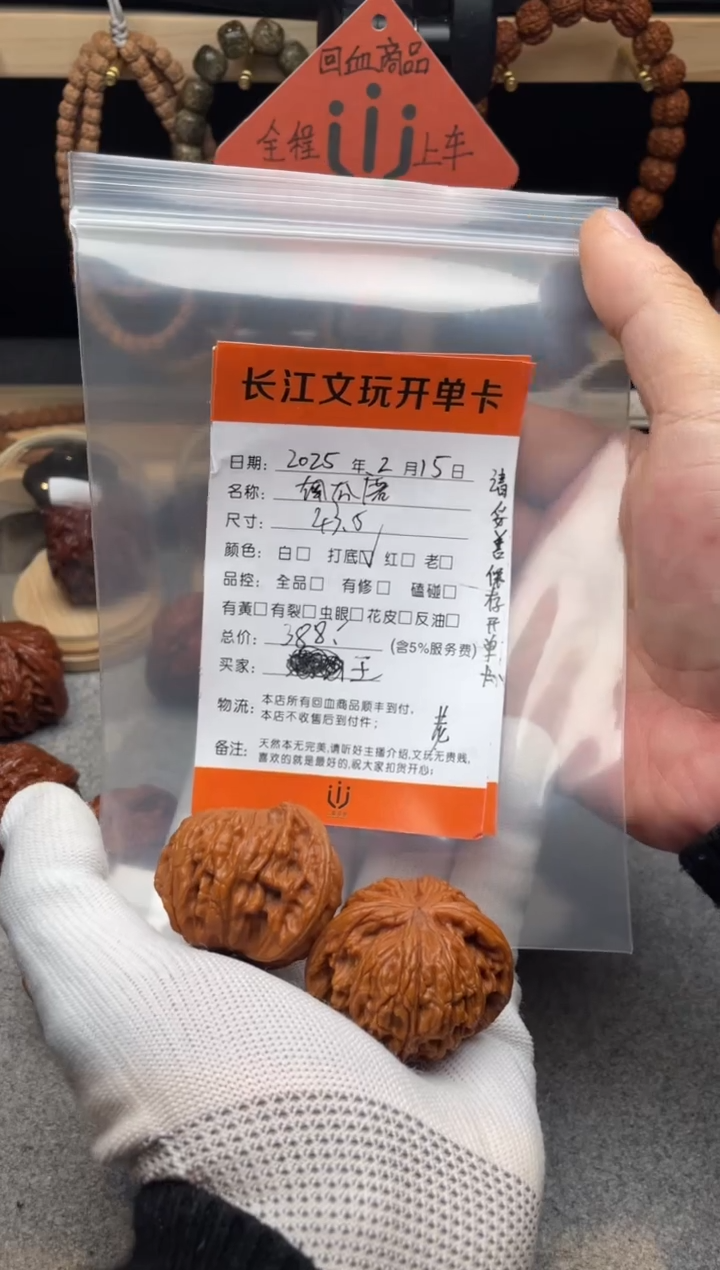 回血商品
全程 上车
长江文玩开单卡
日期: 2025 年 2 月 15 日
名称:
尺寸: 43.5
颜色: 白□ 打底☑ 红□ 老□
品控: 全品□ 有修□ 磕碰□
有黄□有裂□虫眼□花皮□反油□
总价: 388. (含5%服务费)
买家: 王
物流: 本店所有回血商品顺丰到付,
本店不收售后到付件;
备注: 天然本无完美,请听好主播介绍,文玩无贵贱,
喜欢的就是最好的,祝大家扣货开心;
请妥善保存开单卡